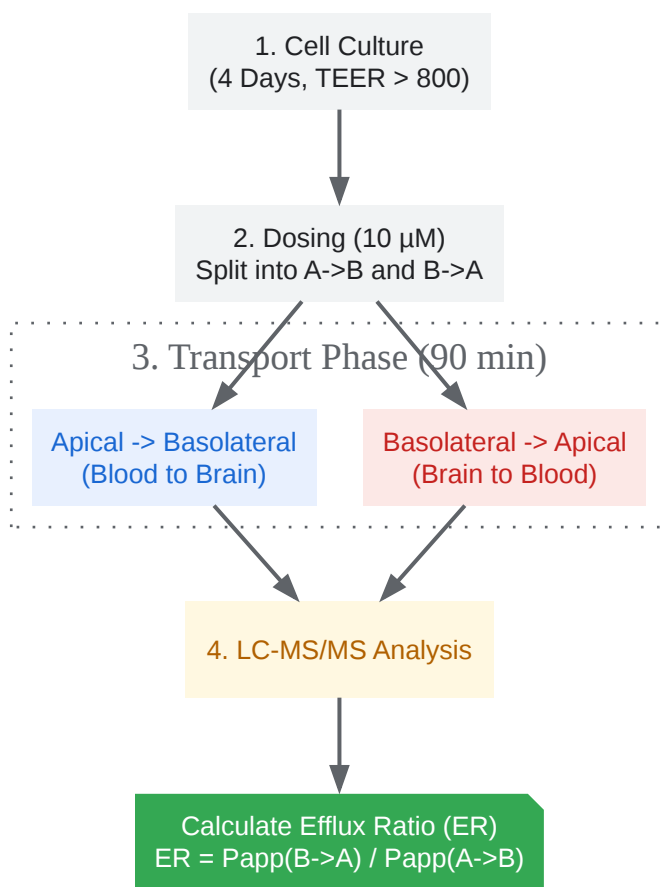 1. Cell Culture
(4 Days, TEER > 800)
2. Dosing (10 µM)
Split into A->B and B->A
3. Transport Phase (90 min)
Apical -> Basolateral
(Blood to Brain)
Basolateral -> Apical
(Brain to Blood)
4. LC-MS/MS Analysis
Calculate Efflux Ratio (ER)
ER = Papp(B->A) / Papp(A->B)